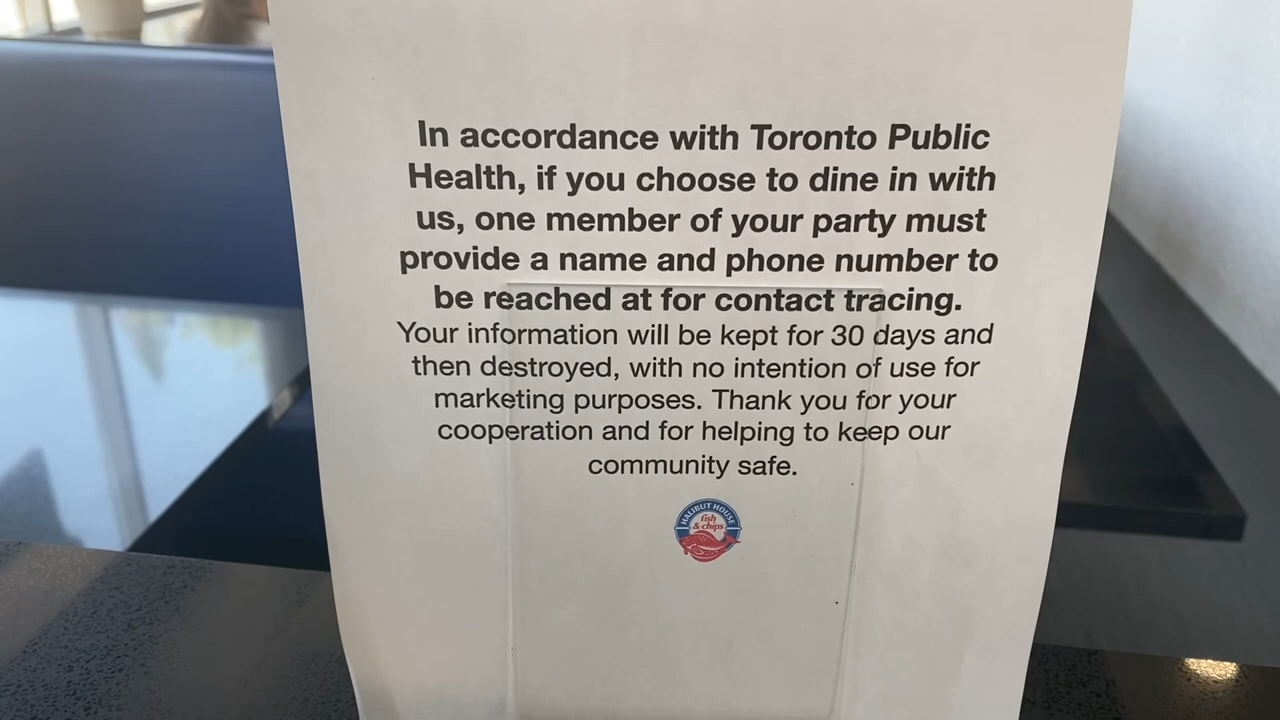 In accordance with Toronto Public
Health, if you choose to dine in with
us, one member of your party must
provide a name and phone number to
be reached at for contact tracing.
Your information will be kept for 30 days and
then destroyed, with no intention of use for
marketing purposes. Thank you for your
cooperation and for helping to keep our
community safe.
HALIBUT HOUSE
fish
& chips